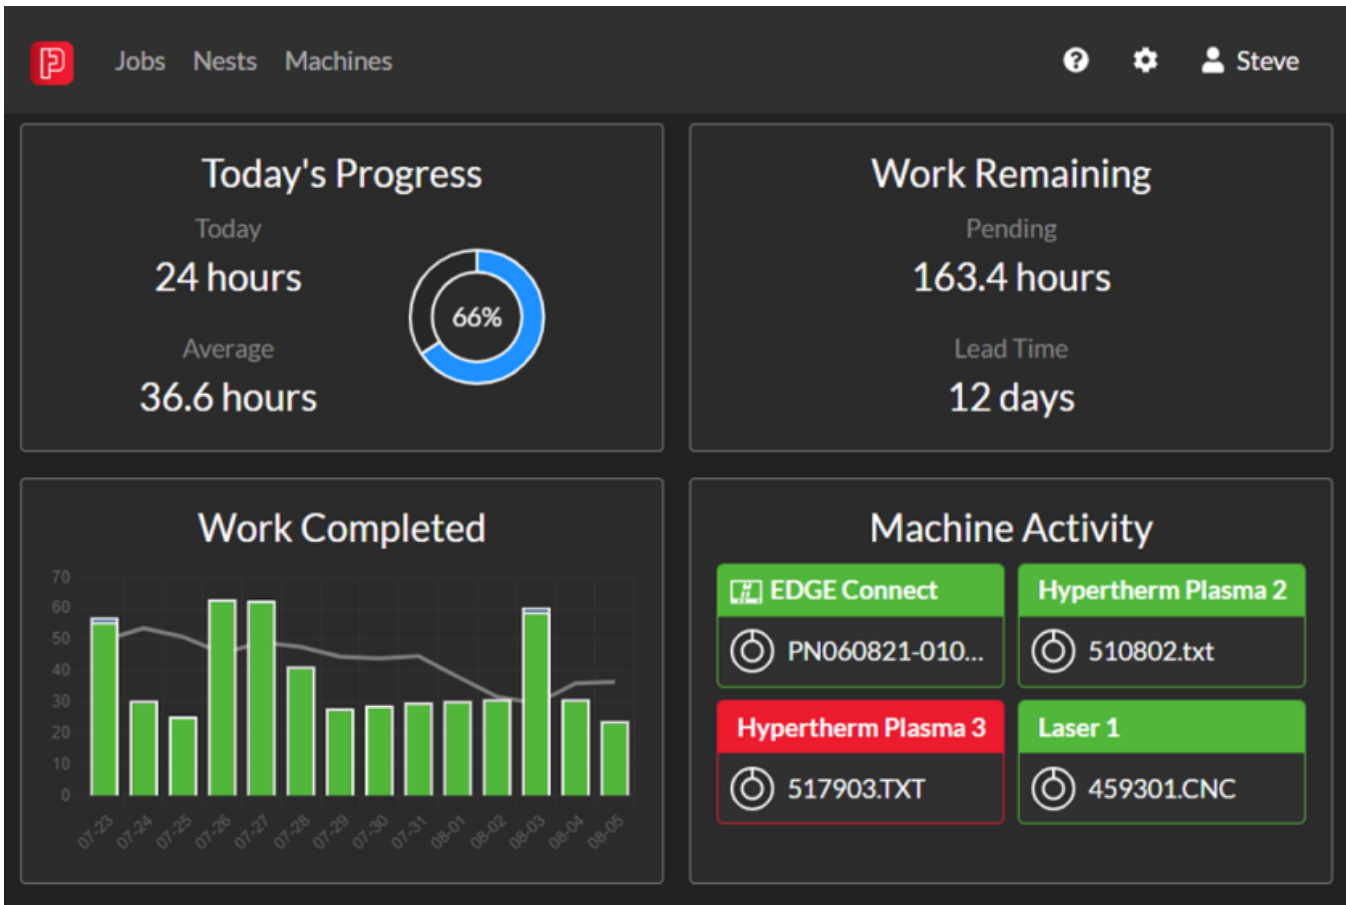 Jobs Nests Machines Steve
Today's Progress
Today
24 hours
Average
36.6 hours
66%
Work Remaining
Pending
163.4 hours
Lead Time
12 days
Work Completed
70
60
50
40
30
20
10
0
07-23 07-24 07-25 07-26 07-27 07-28 07-29 07-30 07-31 08-01 08-02 08-03 08-04 08-05
Machine Activity
EDGE Connect
PN060821-010...
Hypertherm Plasma 2
510802.txt
Hypertherm Plasma 3
517903.TXT
Laser 1
459301.CNC